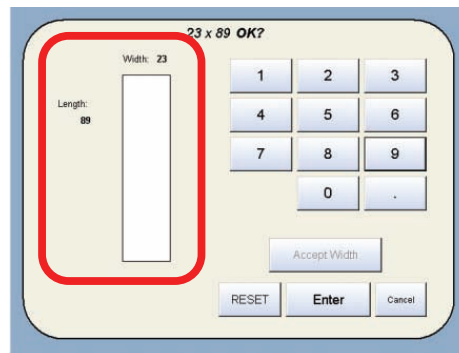 23 x 89 OK?
Width: 23
Length:
89
1 2 3
4 5 6
7 8 9
0 .
Accept Width
RESET Enter Cancel